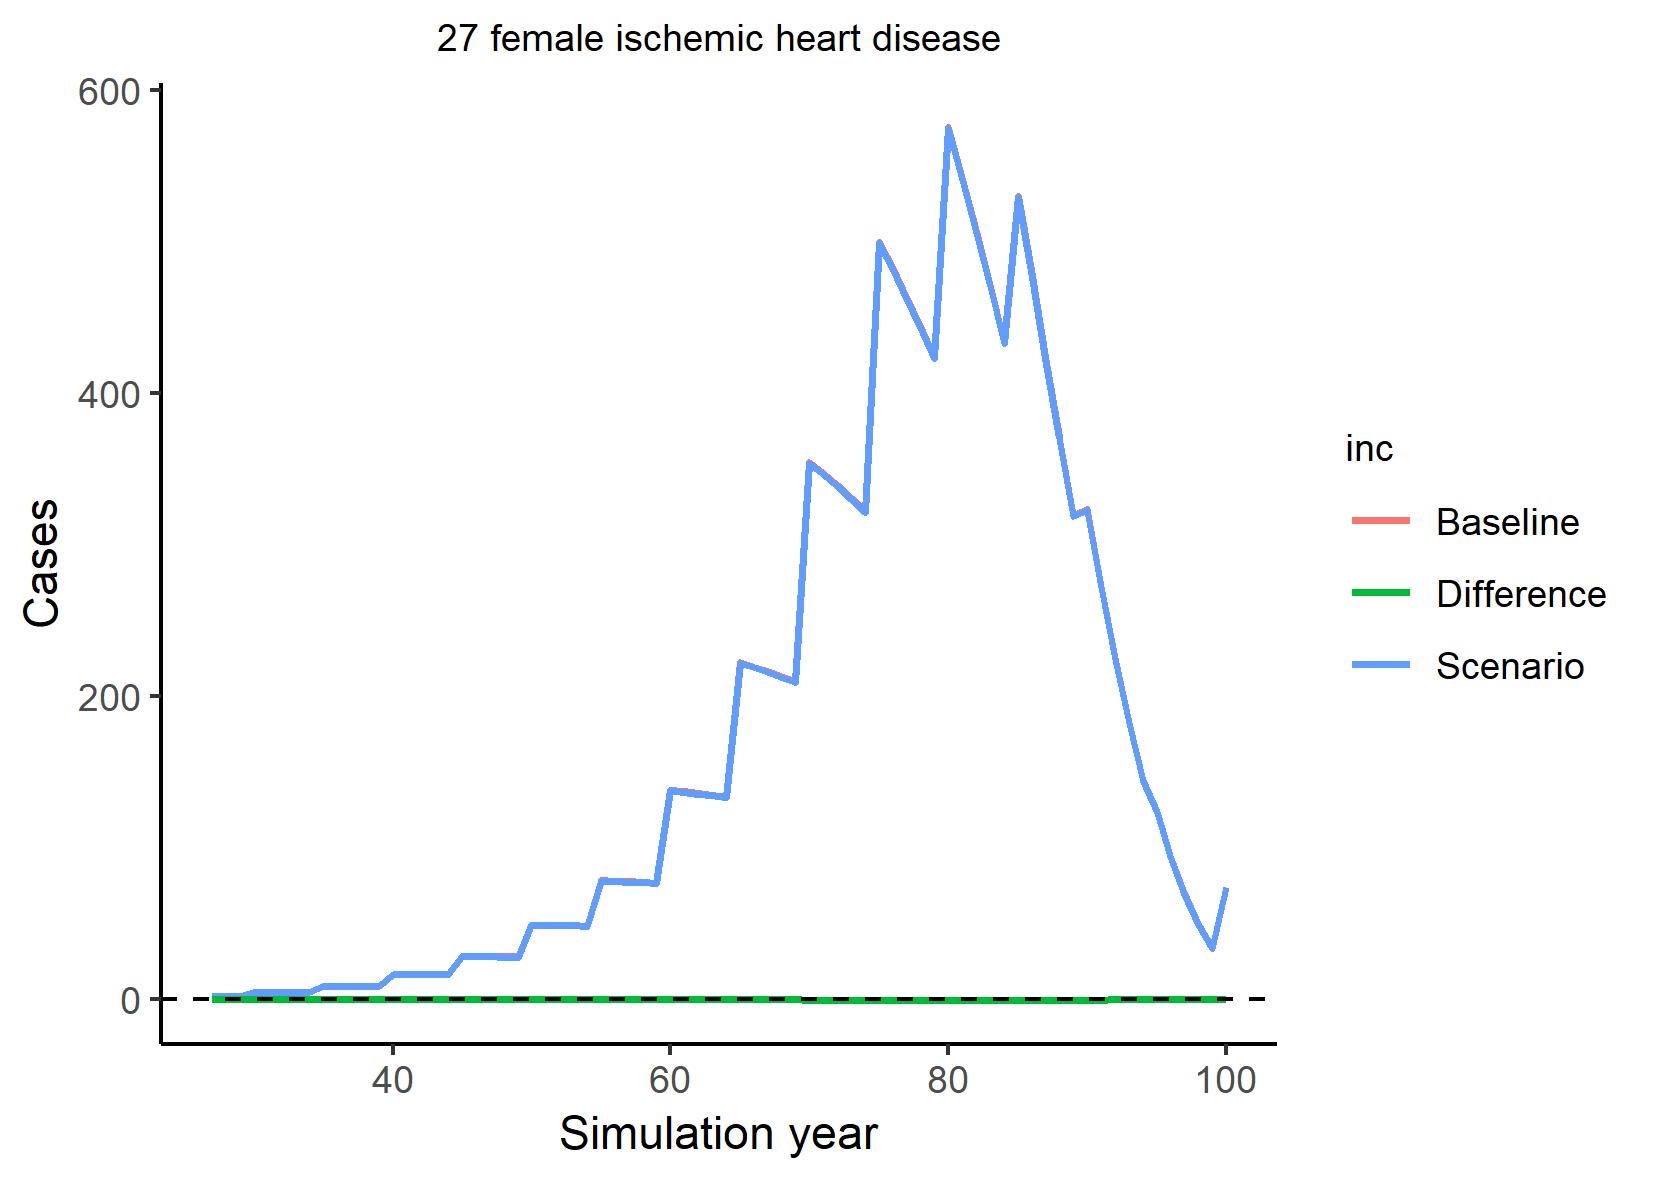 27 female ischemic heart disease
600
400
200
0
Cases
40
60
80
100
Simulation year
inc
Baseline
Difference
Scenario